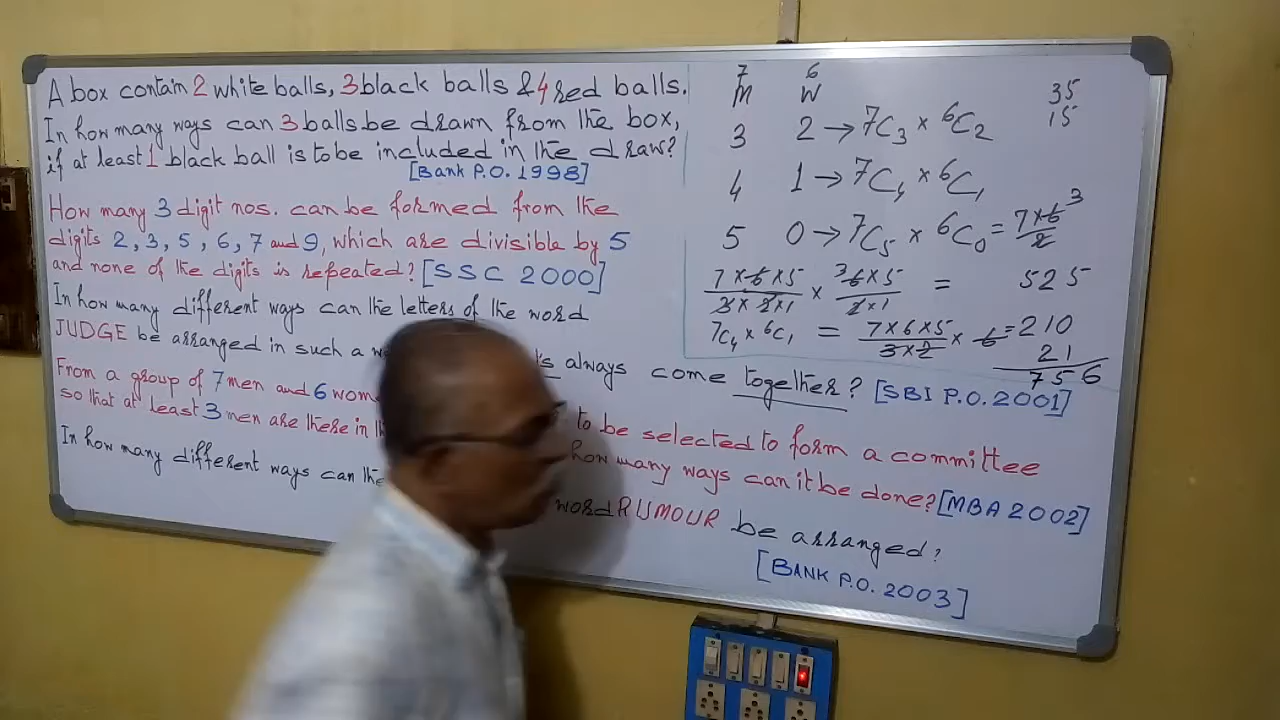 A box contain 2 white balls, 3 black balls & 4 red balls.
In how many ways can 3 balls be drawn from the box,
if at least 1 black ball is to be included in the draw?
[Bank P.O. 1998]
How many 3 digit nos. can be formed from the
digits 2, 3, 5, 6, 7 and 9, which are divisible by 5
and none of the digits is repeated? [SSC 2000]
In how many different ways can the letters of the word
JUDGE be arranged in such a always come together? [SBI P.O. 2001]
From a group of 7 men and 6 to be selected to form a committee
so that at least 3 men are there in how many ways can it be done? [MBA 2002]
In how many different ways can the word RUMOUR be arranged?
[BANK P.O. 2003]
7 6
M W
3 2 → 7C3 × 6C2
35
15
4 1 → 7C4 × 6C1
5 0 → 7C5 × 6C0 = 7×6/2 3
7×6×5/3×2×1 × 3 6×5/2×1 = 525
7C4 × 6C1 = 7×6×5/3×2 × 6 = 210
21
756